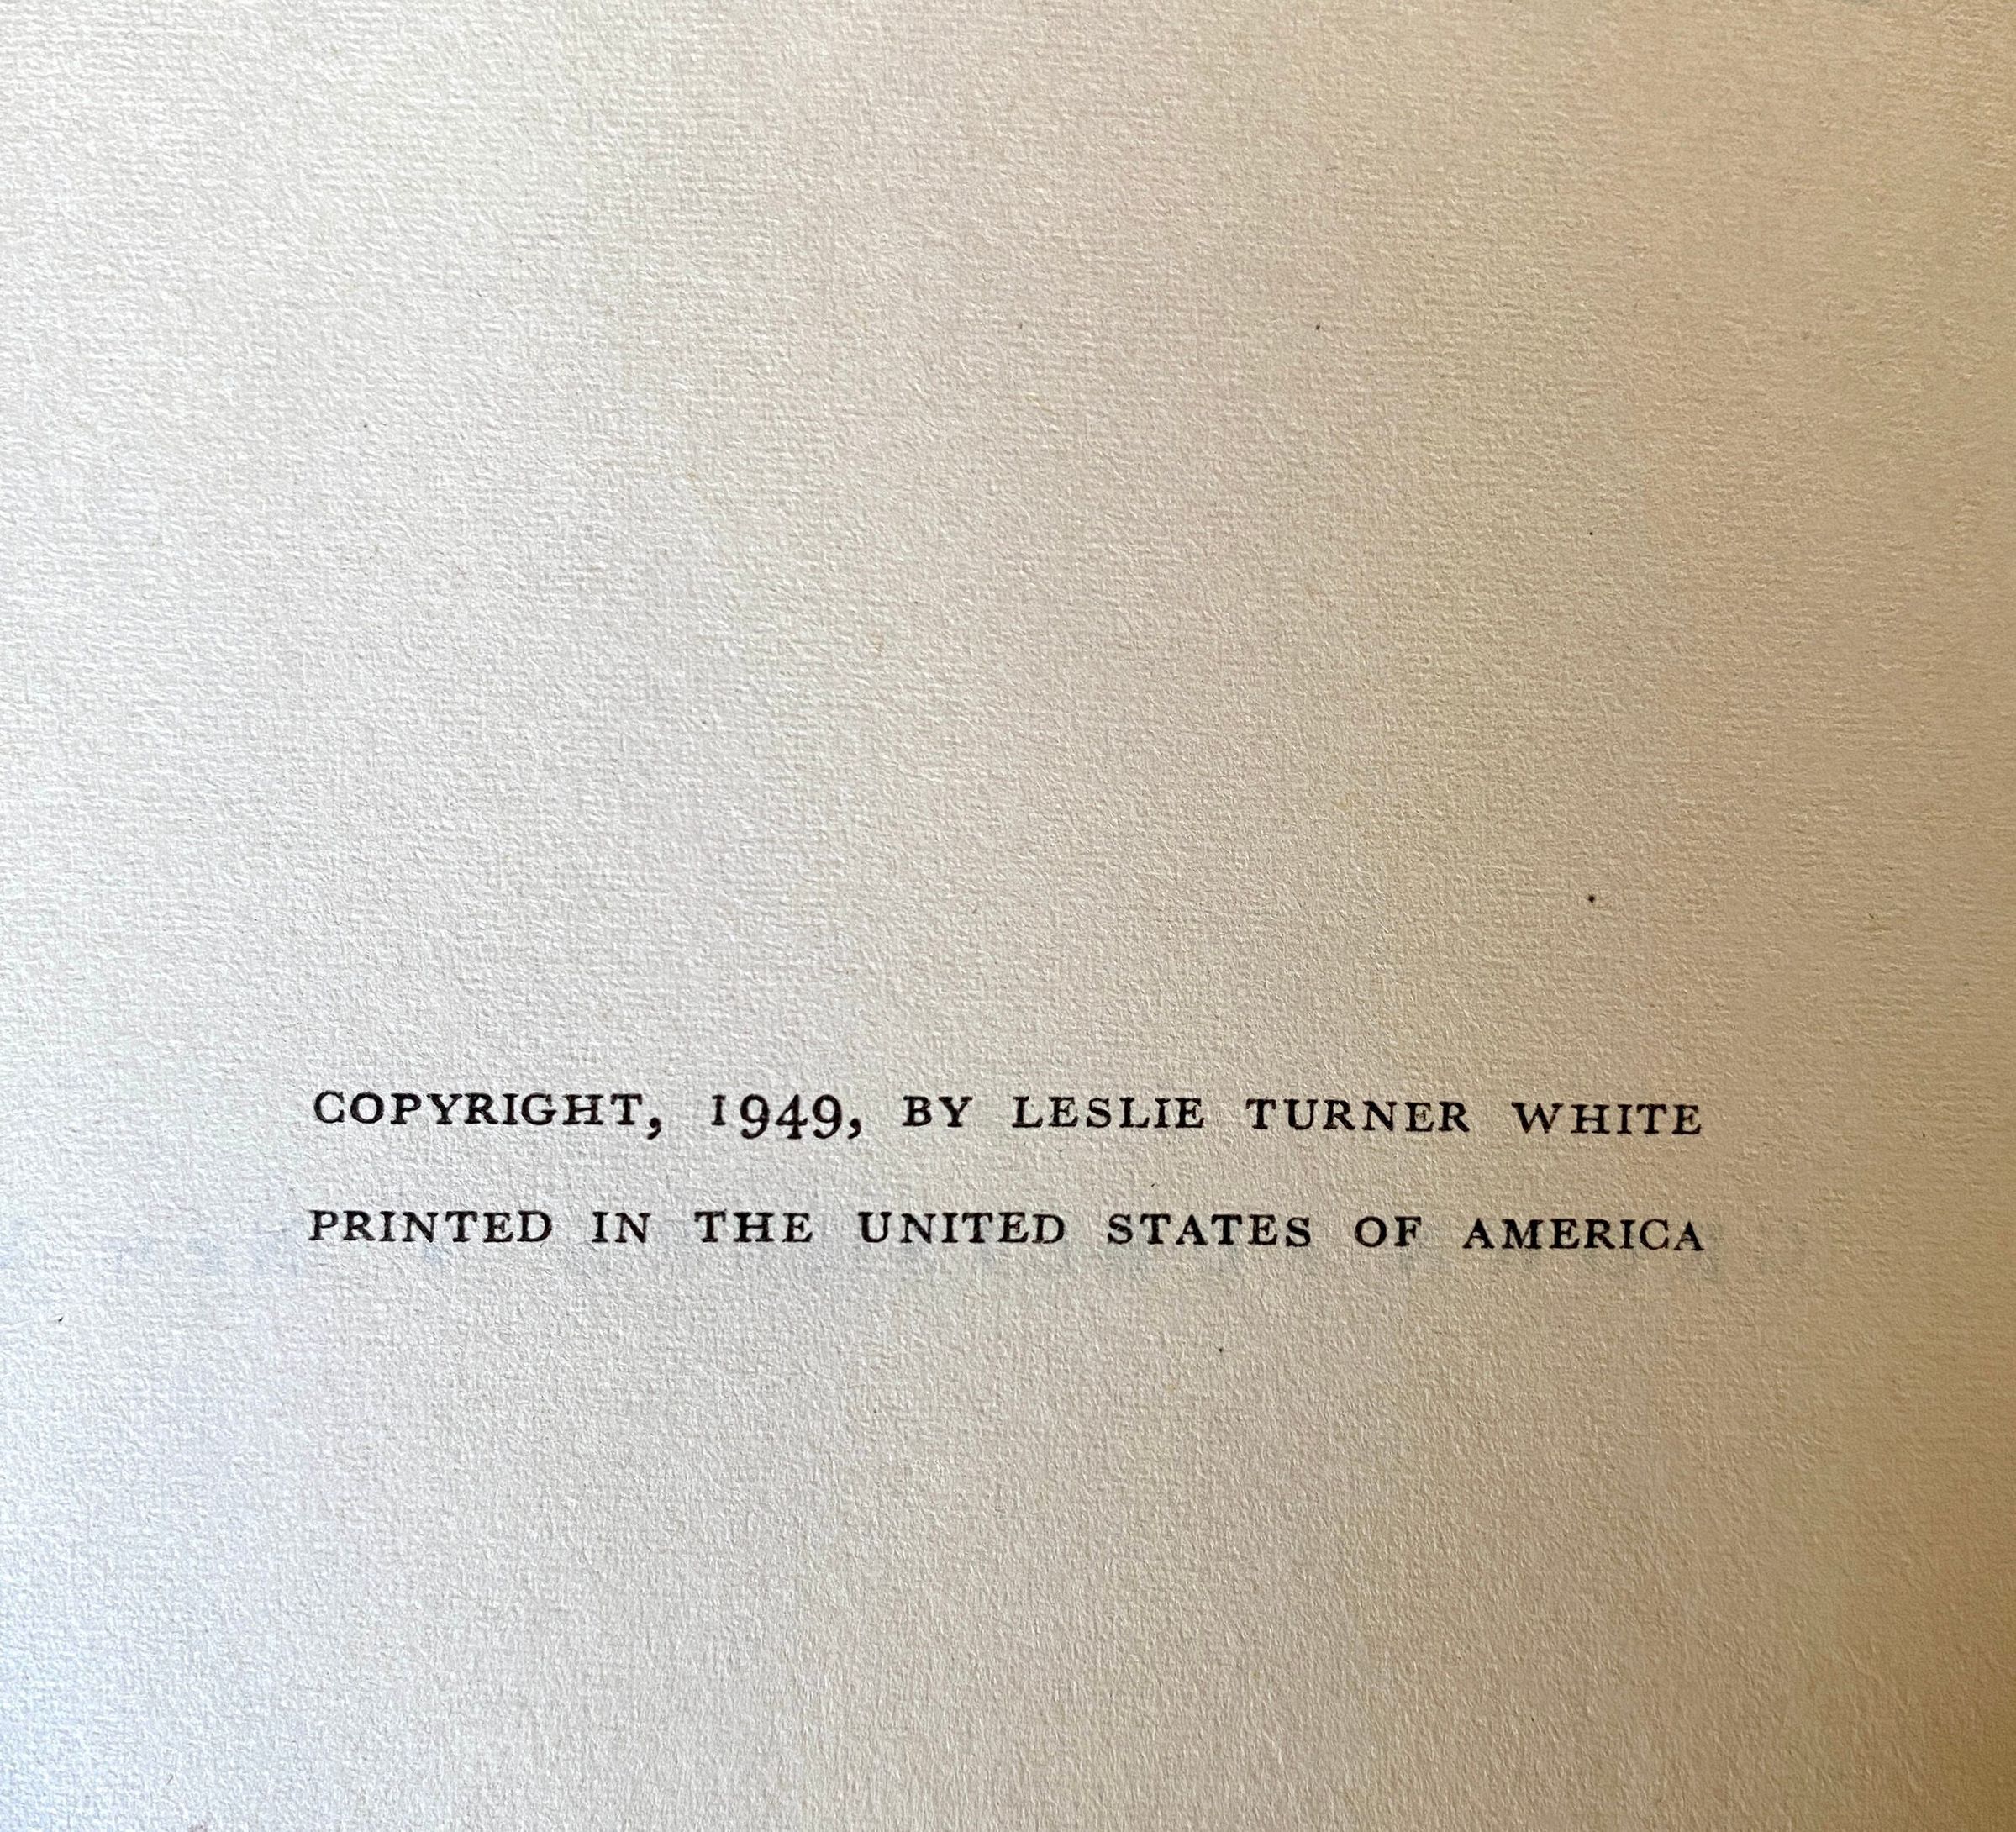 COPYRIGHT, 1949, BY LESLIE TURNER WHITE
PRINTED IN THE UNITED STATES OF AMERICA